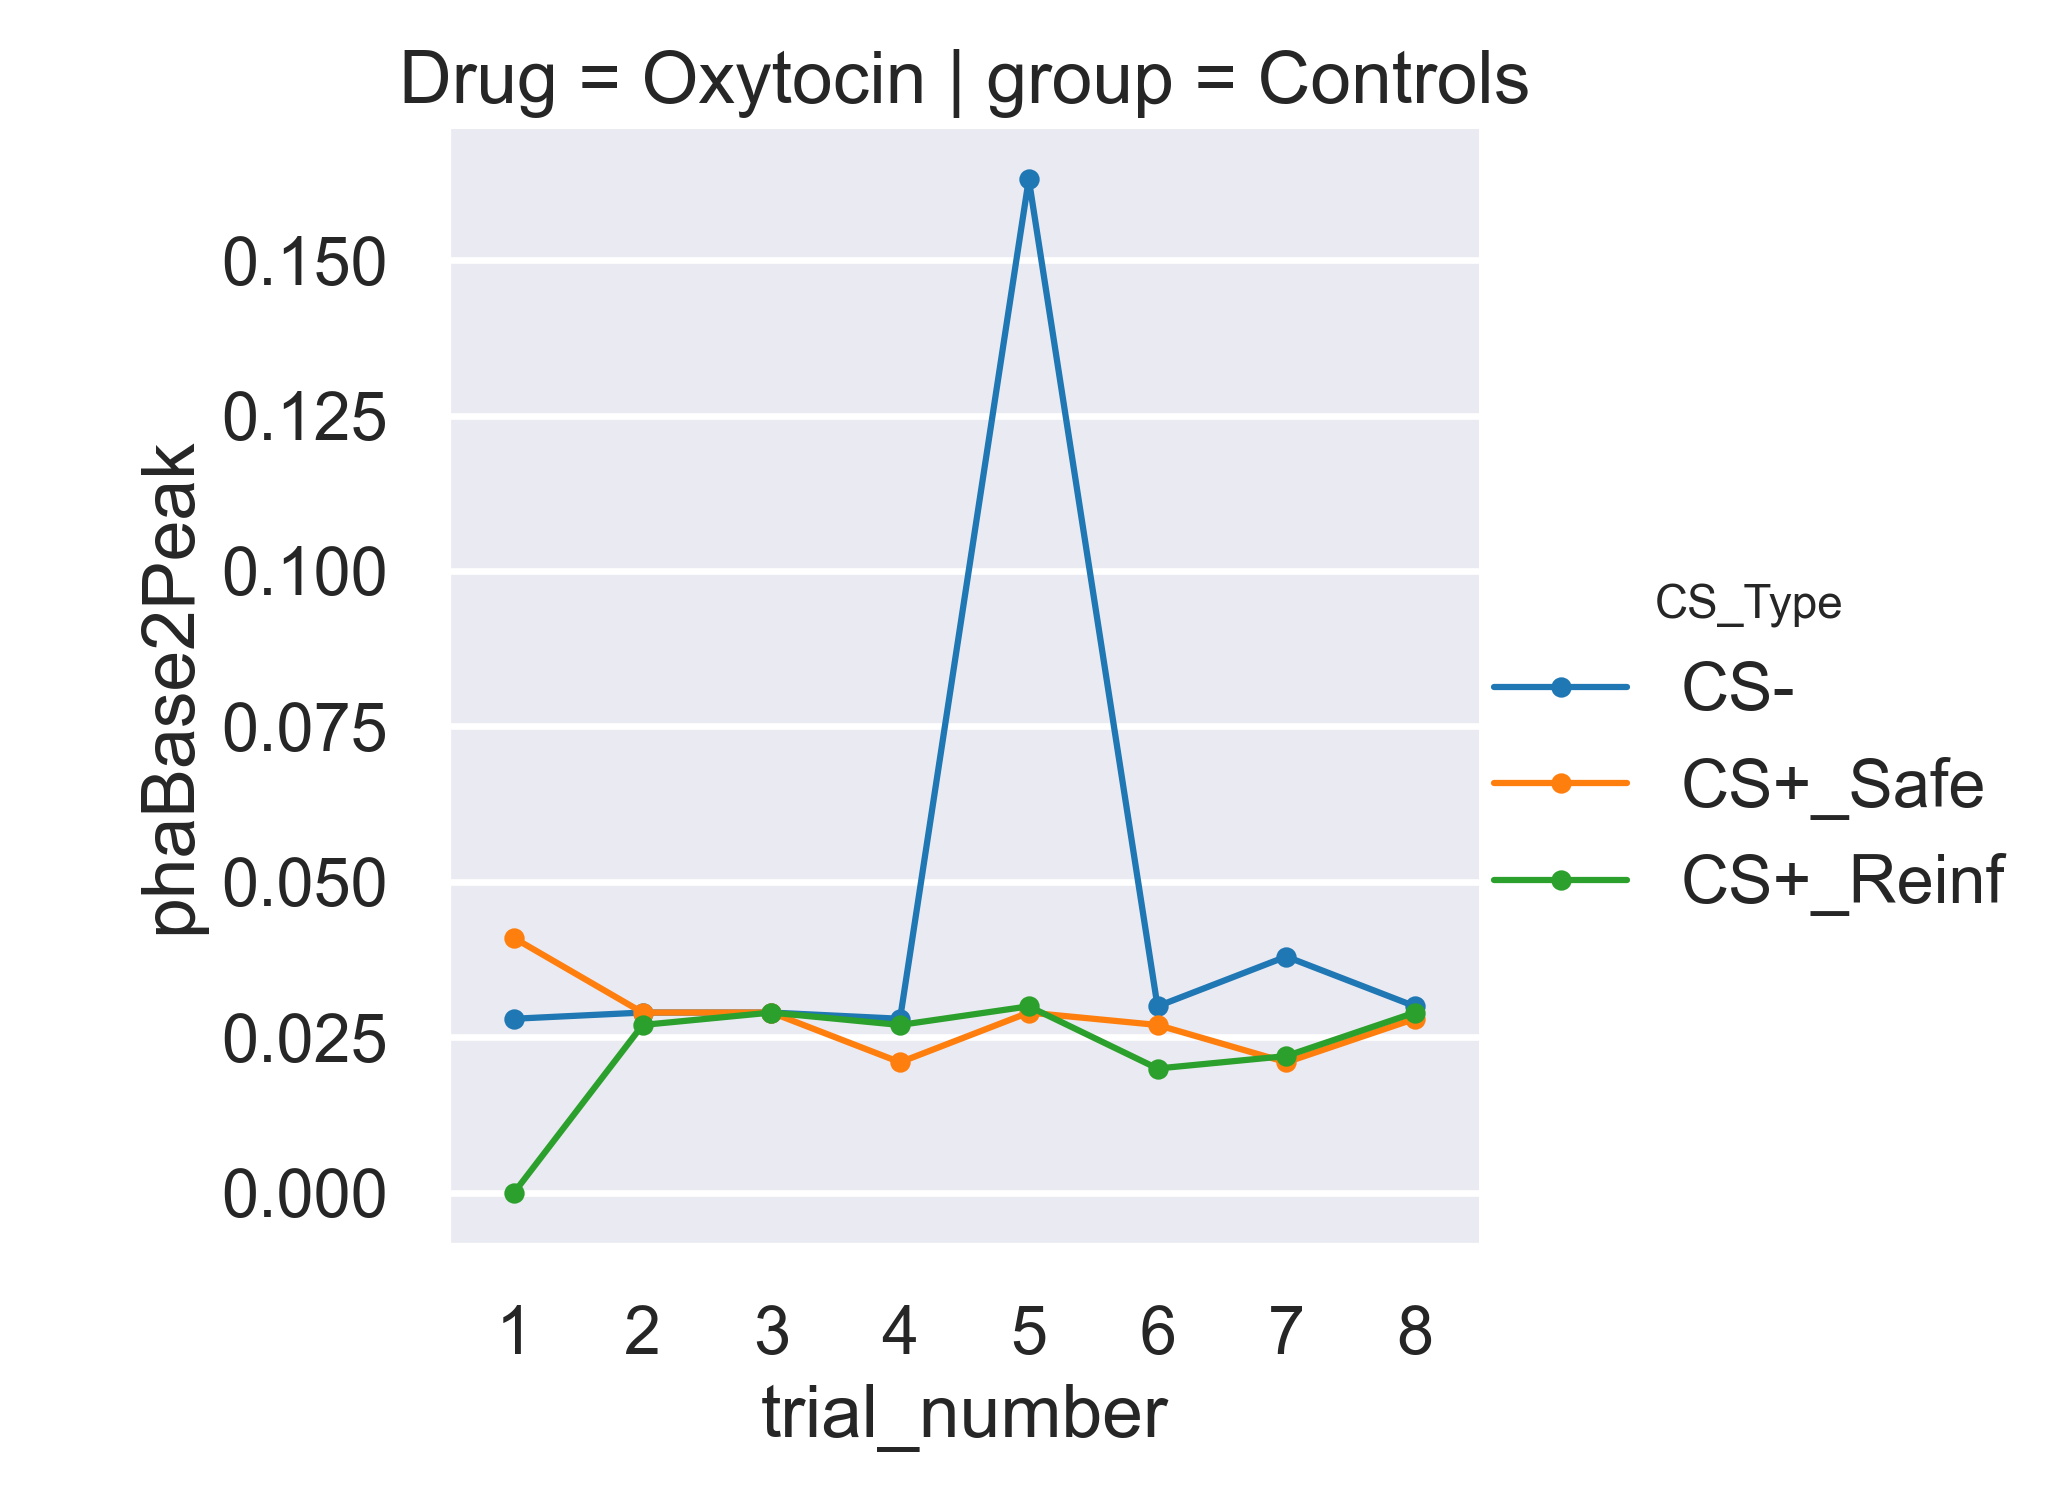 Drug = Oxytocin | group = Controls
0.150
0.125
0.100
0.075
0.050
0.025
0.000
phaBase2Peak
1 2 3 4 5 6 7 8
trial_number
CS_Type
CS-
CS+_Safe
CS+_Reinf